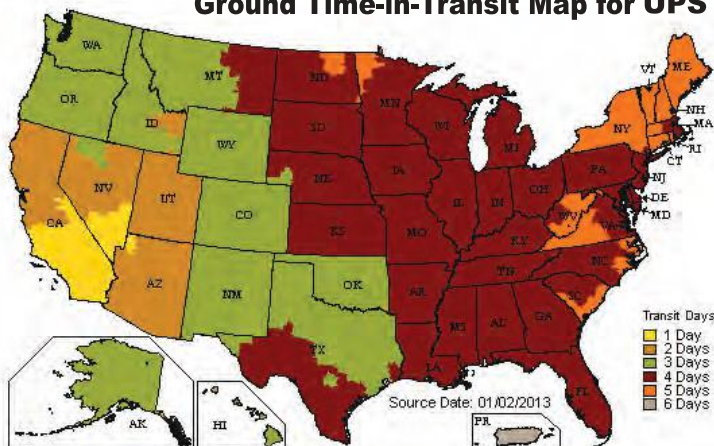 Ground Time-in-Transit Map for UPS
WA
MT
ND
MN
VT
ME
OR
ID
WY
SD
WI
MI
NY
NH
MA
RI
CT
NV
UT
CO
NE
IA
IL
IN
OH
PA
NJ
DE
MD
CA
AZ
NM
KS
OK
MO
KY
WV
VA
TN
NC
SC
AR
TX
LA
MS
AL
GA
FL
AK
HI
PR
Transit Days
1 Day
2 Days
3 Days
4 Days
5 Days
6 Days
Source Date: 01/02/2013